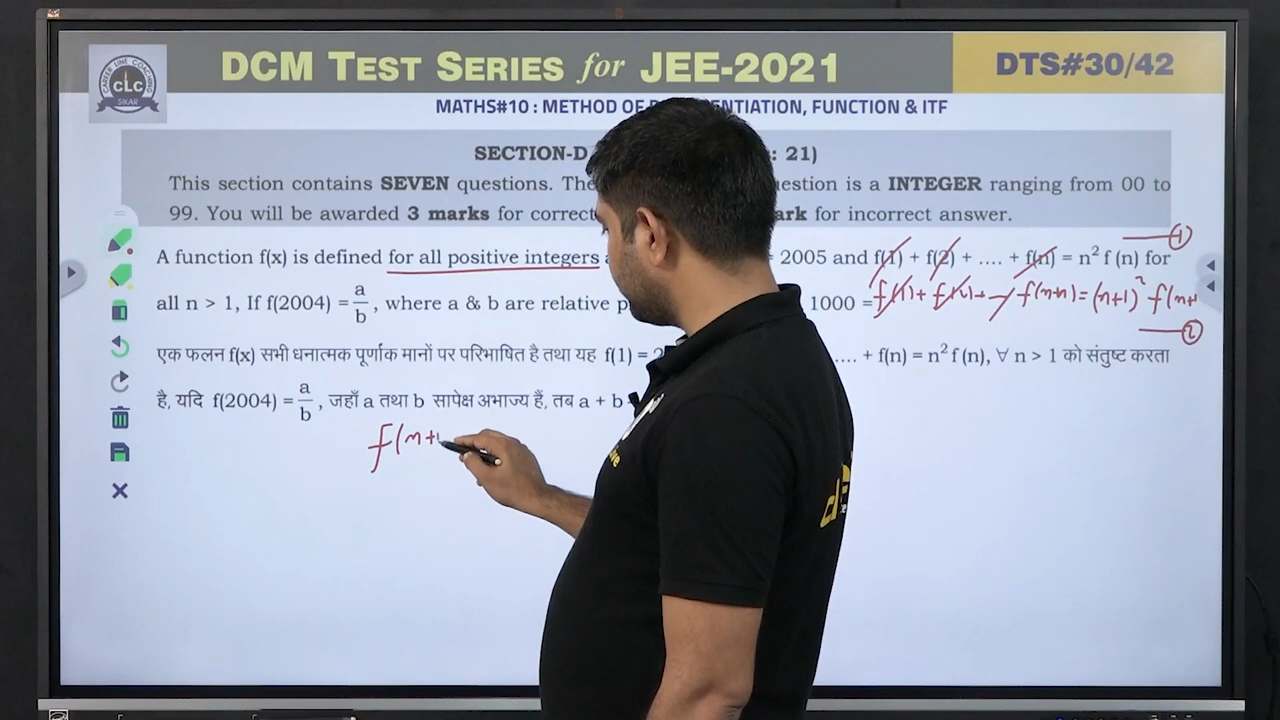 CAREER LINE COACHING
CLC
SIKAR
DCM TEST SERIES for JEE-2021
DTS#30/42
MATHS#10 : METHOD OF ENTIATION, FUNCTION & ITF
SECTION-D : 21)
This section contains SEVEN questions. The uestion is a INTEGER ranging from 00 to
99. You will be awarded 3 marks for correct ark for incorrect answer.
A function f(x) is defined for all positive integers = 2005 and f(1) + f(2) + .... + f(n) = n² f (n) for
①
all n > 1, If f(2004) = a/b , where a & b are relative p 1000 = f(1) + f(2) + — f(n+1) = (n+1)² f(n+1
②
एक फलन f(x) सभी धनात्मक पूर्णांक मानों पर परिभाषित है तथा यह f(1) = 2 .... + f(n) = n² f (n), ∀ n > 1 को संतुष्ट करता
है, यदि f(2004) = a/b , जहाँ a तथा b सापेक्ष अभाज्य हैं, तब a + b
f(n+1